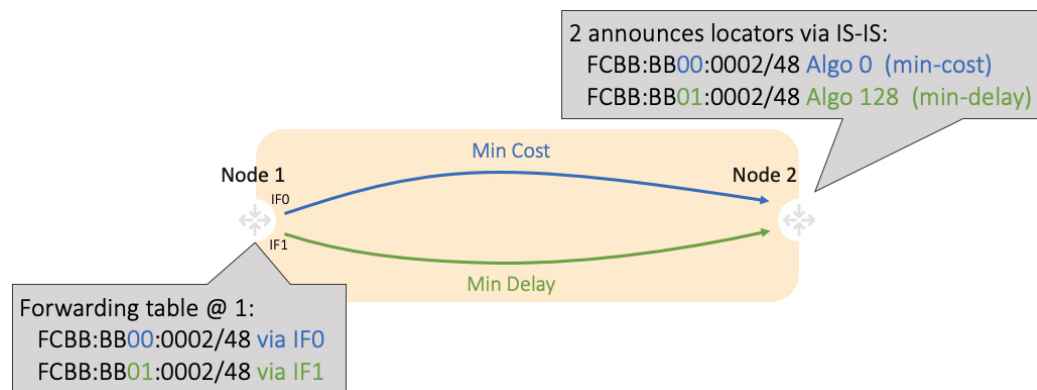 2 announces locators via IS-IS:
FCBB:BB00:0002/48 Algo 0 (min-cost)
FCBB:BB01:0002/48 Algo 128 (min-delay)
Min Cost
Node 1
Node 2
IF0
IF1
Min Delay
Forwarding table @ 1:
FCBB:BB00:0002/48 via IF0
FCBB:BB01:0002/48 via IF1